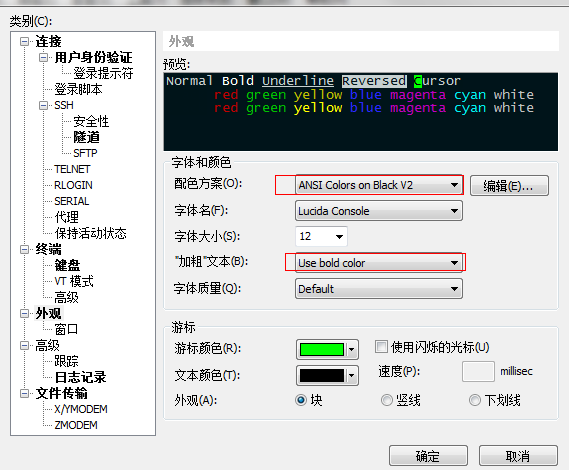 类别(C):
连接
用户身份验证
登录提示符
登录脚本
SSH
安全性
隧道
SFTP
TELNET
RLOGIN
SERIAL
代理
保持活动状态
终端
键盘
VT 模式
高级
外观
窗口
高级
跟踪
日志记录
文件传输
X/YMODEM
ZMODEM
外观
预览:
Normal Bold Underline Reversed Cursor
red green yellow blue magenta cyan white
red green yellow blue magenta cyan white
字体和颜色
配色方案(O): ANSI Colors on Black V2 编辑(E)...
字体名(F): Lucida Console
字体大小(S): 12
"加粗"文本(B): Use bold color
字体质量(Q): Default
游标
游标颜色(R): 使用闪烁的光标(U)
文本颜色(T): 速度(P): millisec
外观(A): 块 竖线 下划线
确定 取消